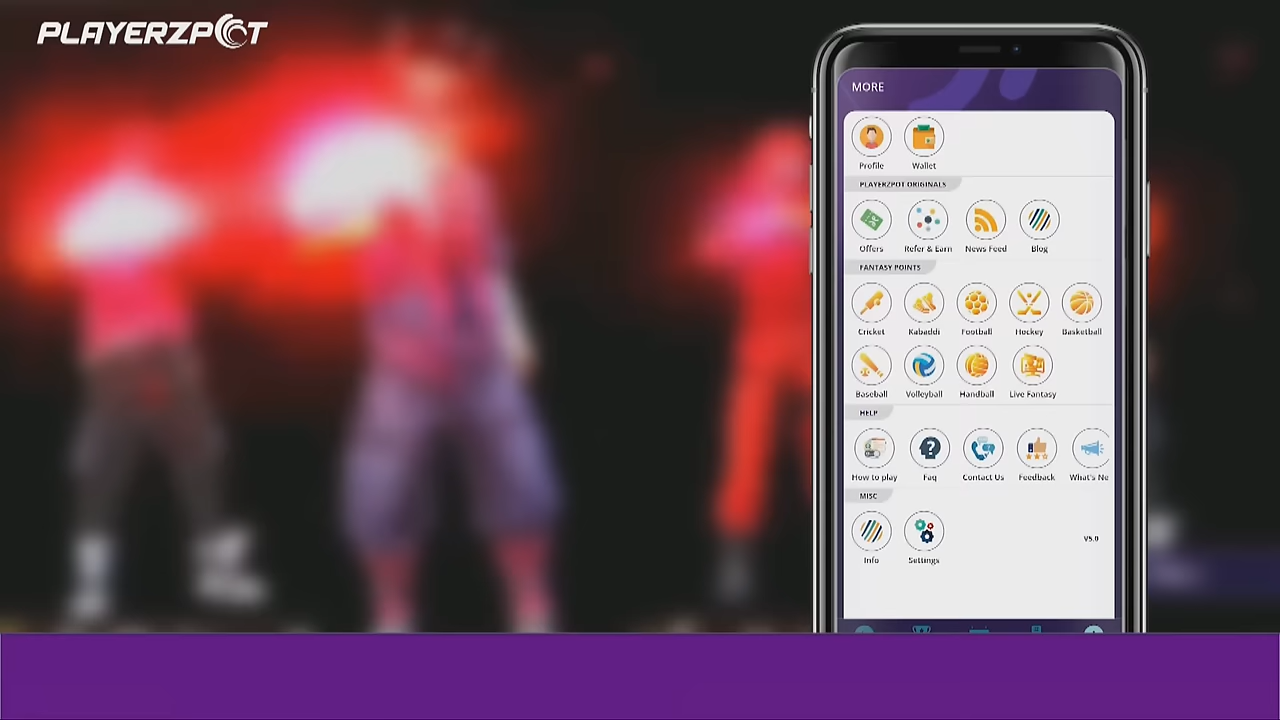 PLAYERZPOT
MORE
Profile Wallet
PLAYERZPOT ORIGINALS
Offers Refer & Earn News Feed Blog
FANTASY POINTS
Cricket Kabaddi Football Hockey Basketball
Baseball Volleyball Handball Live Fantasy
HELP
How to play Faq Contact Us Feedback What's Ne
MISC
V5.0
Info Settings